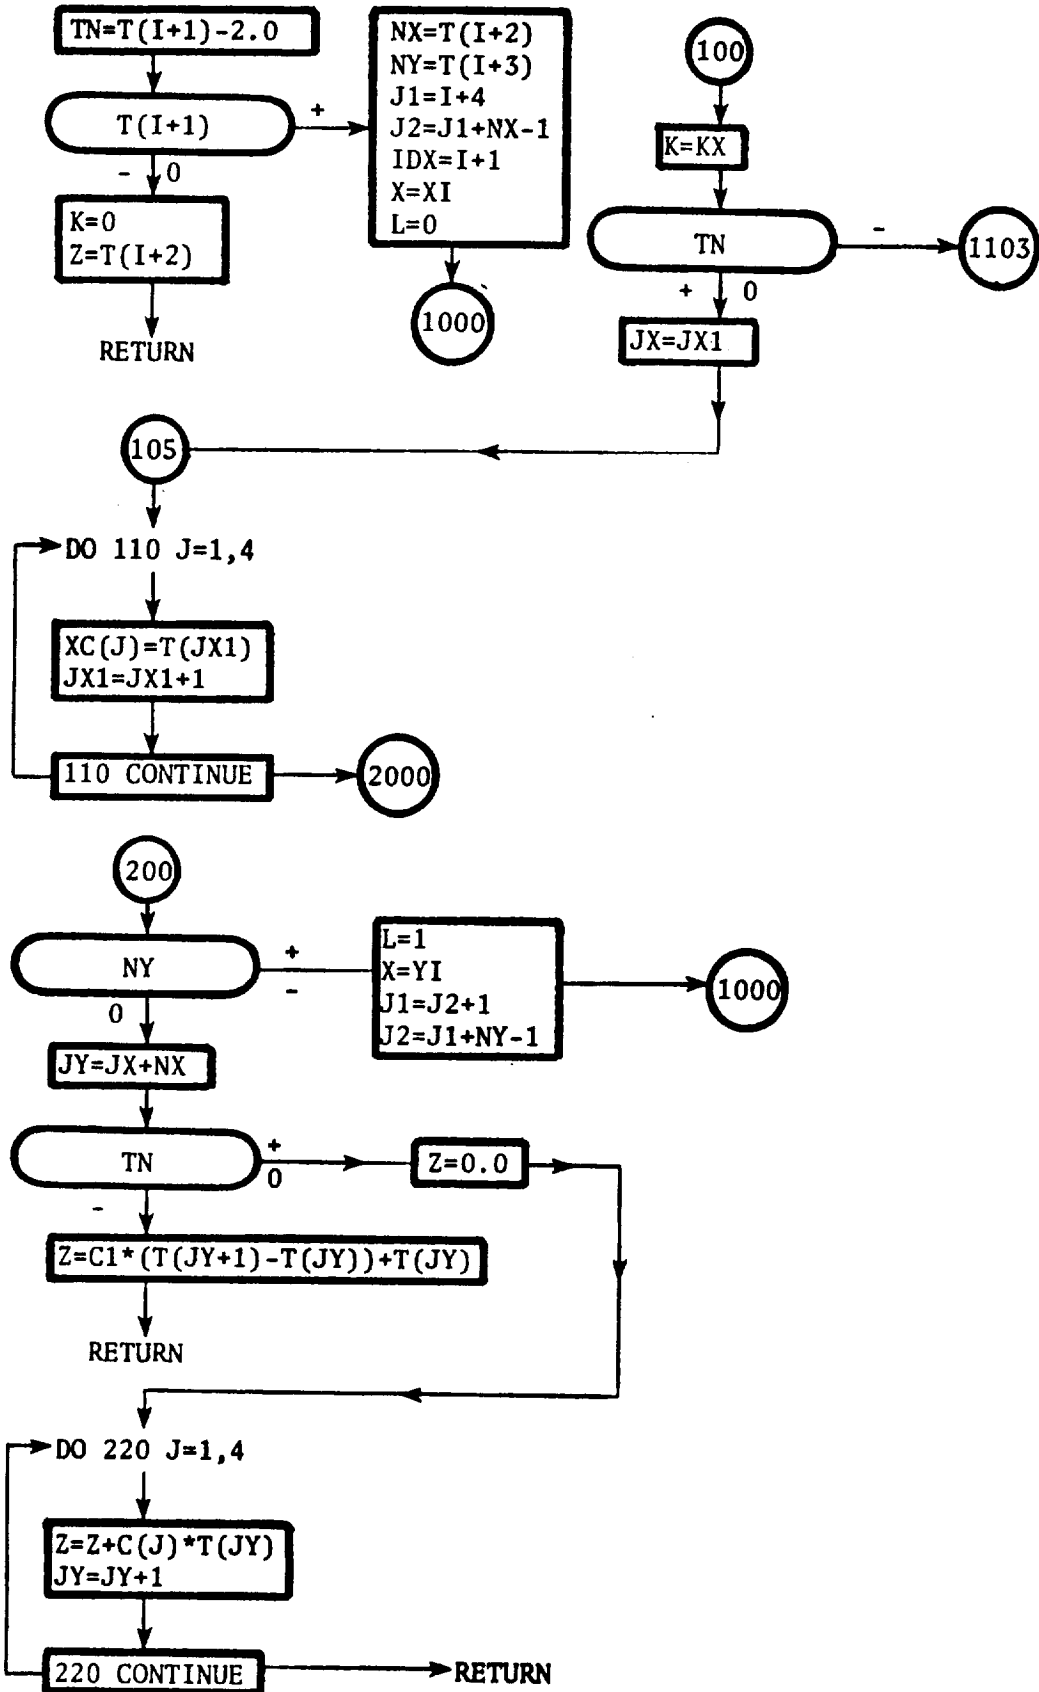 TN=T(I+1)-2.0
T(I+1)
+
- 0
K=0
Z=T(I+2)
RETURN
NX=T(I+2)
NY=T(I+3)
J1=I+4
J2=J1+NX-1
IDX=I+1
X=XI
L=0
1000
100
K=KX
TN
-
1103
+ 0
JX=JX1
105
DO 110 J=1,4
XC(J)=T(JX1)
JX1=JX1+1
110 CONTINUE
2000
200
NY
+
-
0
L=1
X=YI
J1=J2+1
J2=J1+NY-1
1000
JY=JX+NX
TN
+
0
Z=0.0
-
Z=C1*(T(JY+1)-T(JY))+T(JY)
RETURN
DO 220 J=1,4
Z=Z+C(J)*T(JY)
JY=JY+1
220 CONTINUE
RETURN